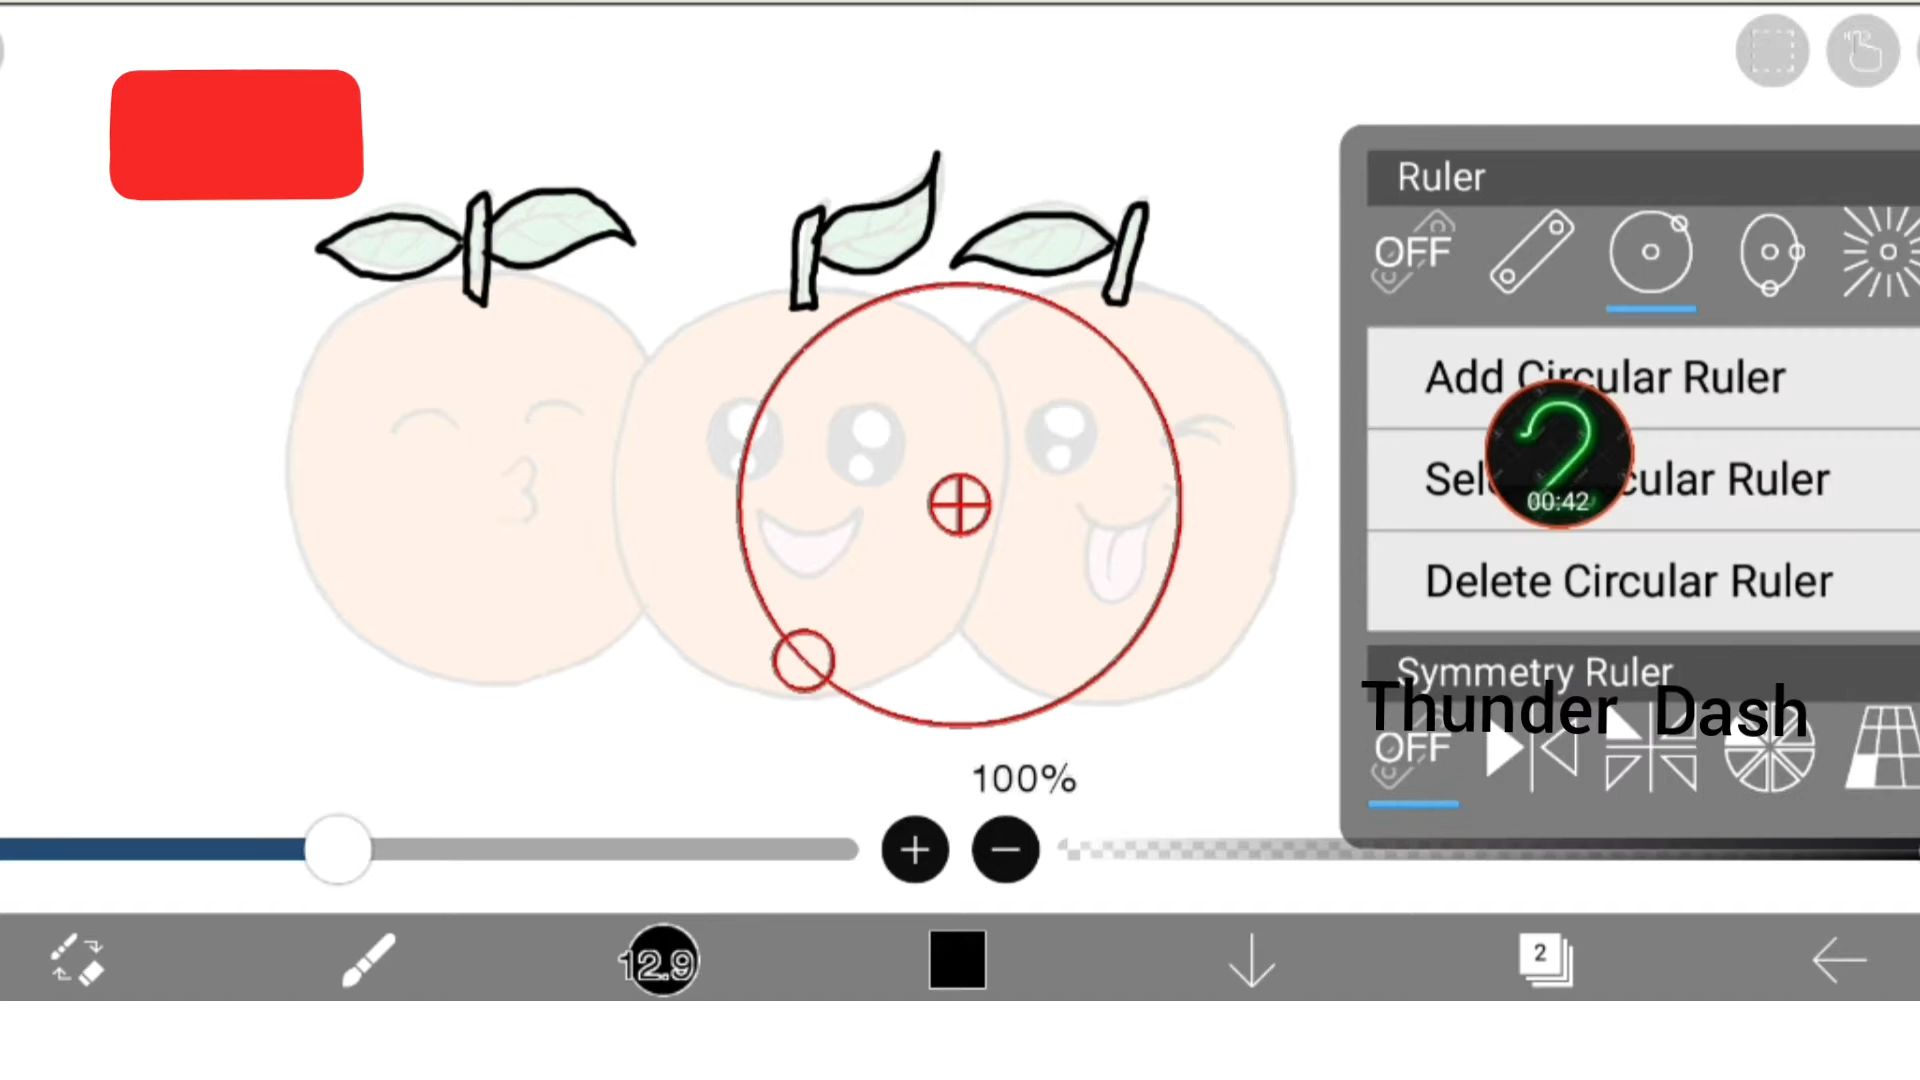 Ruler
OFF
Add Circular Ruler
00:42
cular Ruler
Delete Circular Ruler
Symmetry Ruler
Thunder Dash
OFF
100%
12.9
2